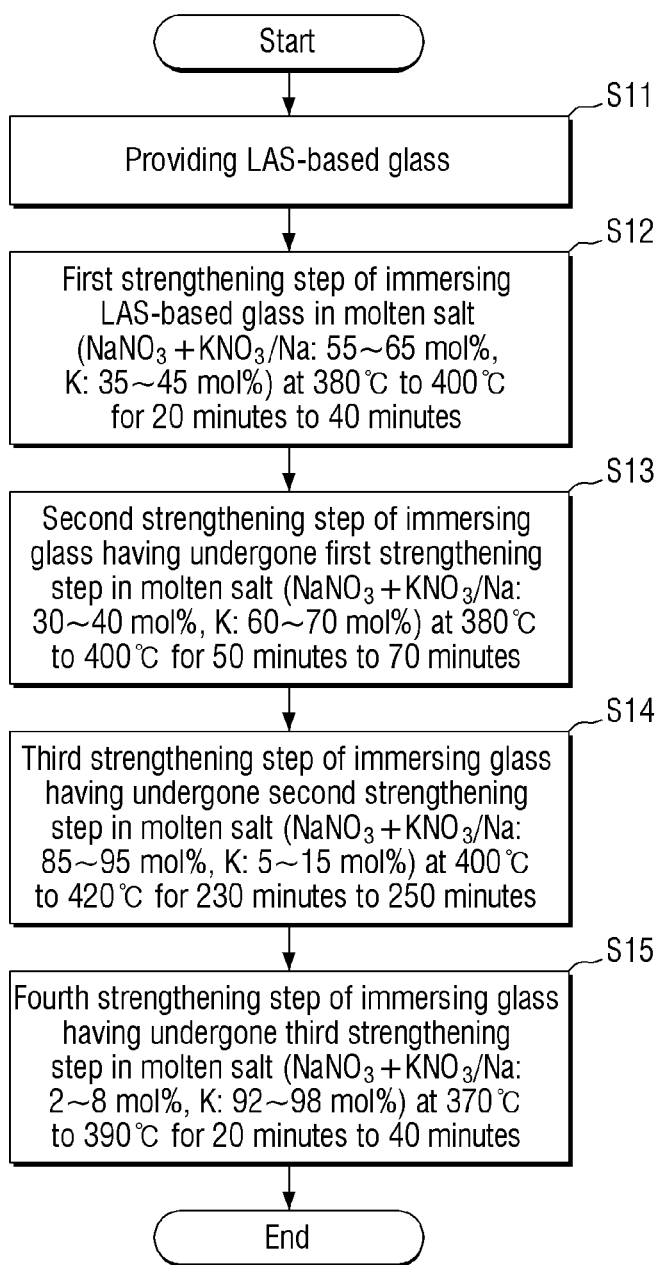 Start
S11
Providing LAS-based glass
S12
First strengthening step of immersing
LAS-based glass in molten salt
(NaNO₃+KNO₃/Na: 55~65 mol%,
K: 35~45 mol%) at 380℃ to 400℃
for 20 minutes to 40 minutes
S13
Second strengthening step of immersing
glass having undergone first strengthening
step in molten salt (NaNO₃+KNO₃/Na:
30~40 mol%, K: 60~70 mol%) at 380℃
to 400℃ for 50 minutes to 70 minutes
S14
Third strengthening step of immersing glass
having undergone second strengthening
step in molten salt (NaNO₃+KNO₃/Na:
85~95 mol%, K: 5~15 mol%) at 400℃
to 420℃ for 230 minutes to 250 minutes
S15
Fourth strengthening step of immersing glass
having undergone third strengthening
step in molten salt (NaNO₃+KNO₃/Na:
2~8 mol%, K: 92~98 mol%) at 370℃
to 390℃ for 20 minutes to 40 minutes
End